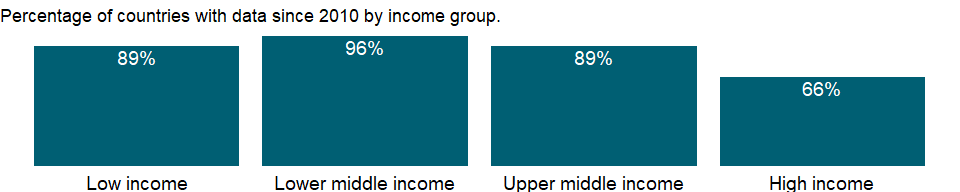 Percentage of countries with data since 2010 by income group.
89%
96%
89%
66%
Low income
Lower middle income
Upper middle income
High income